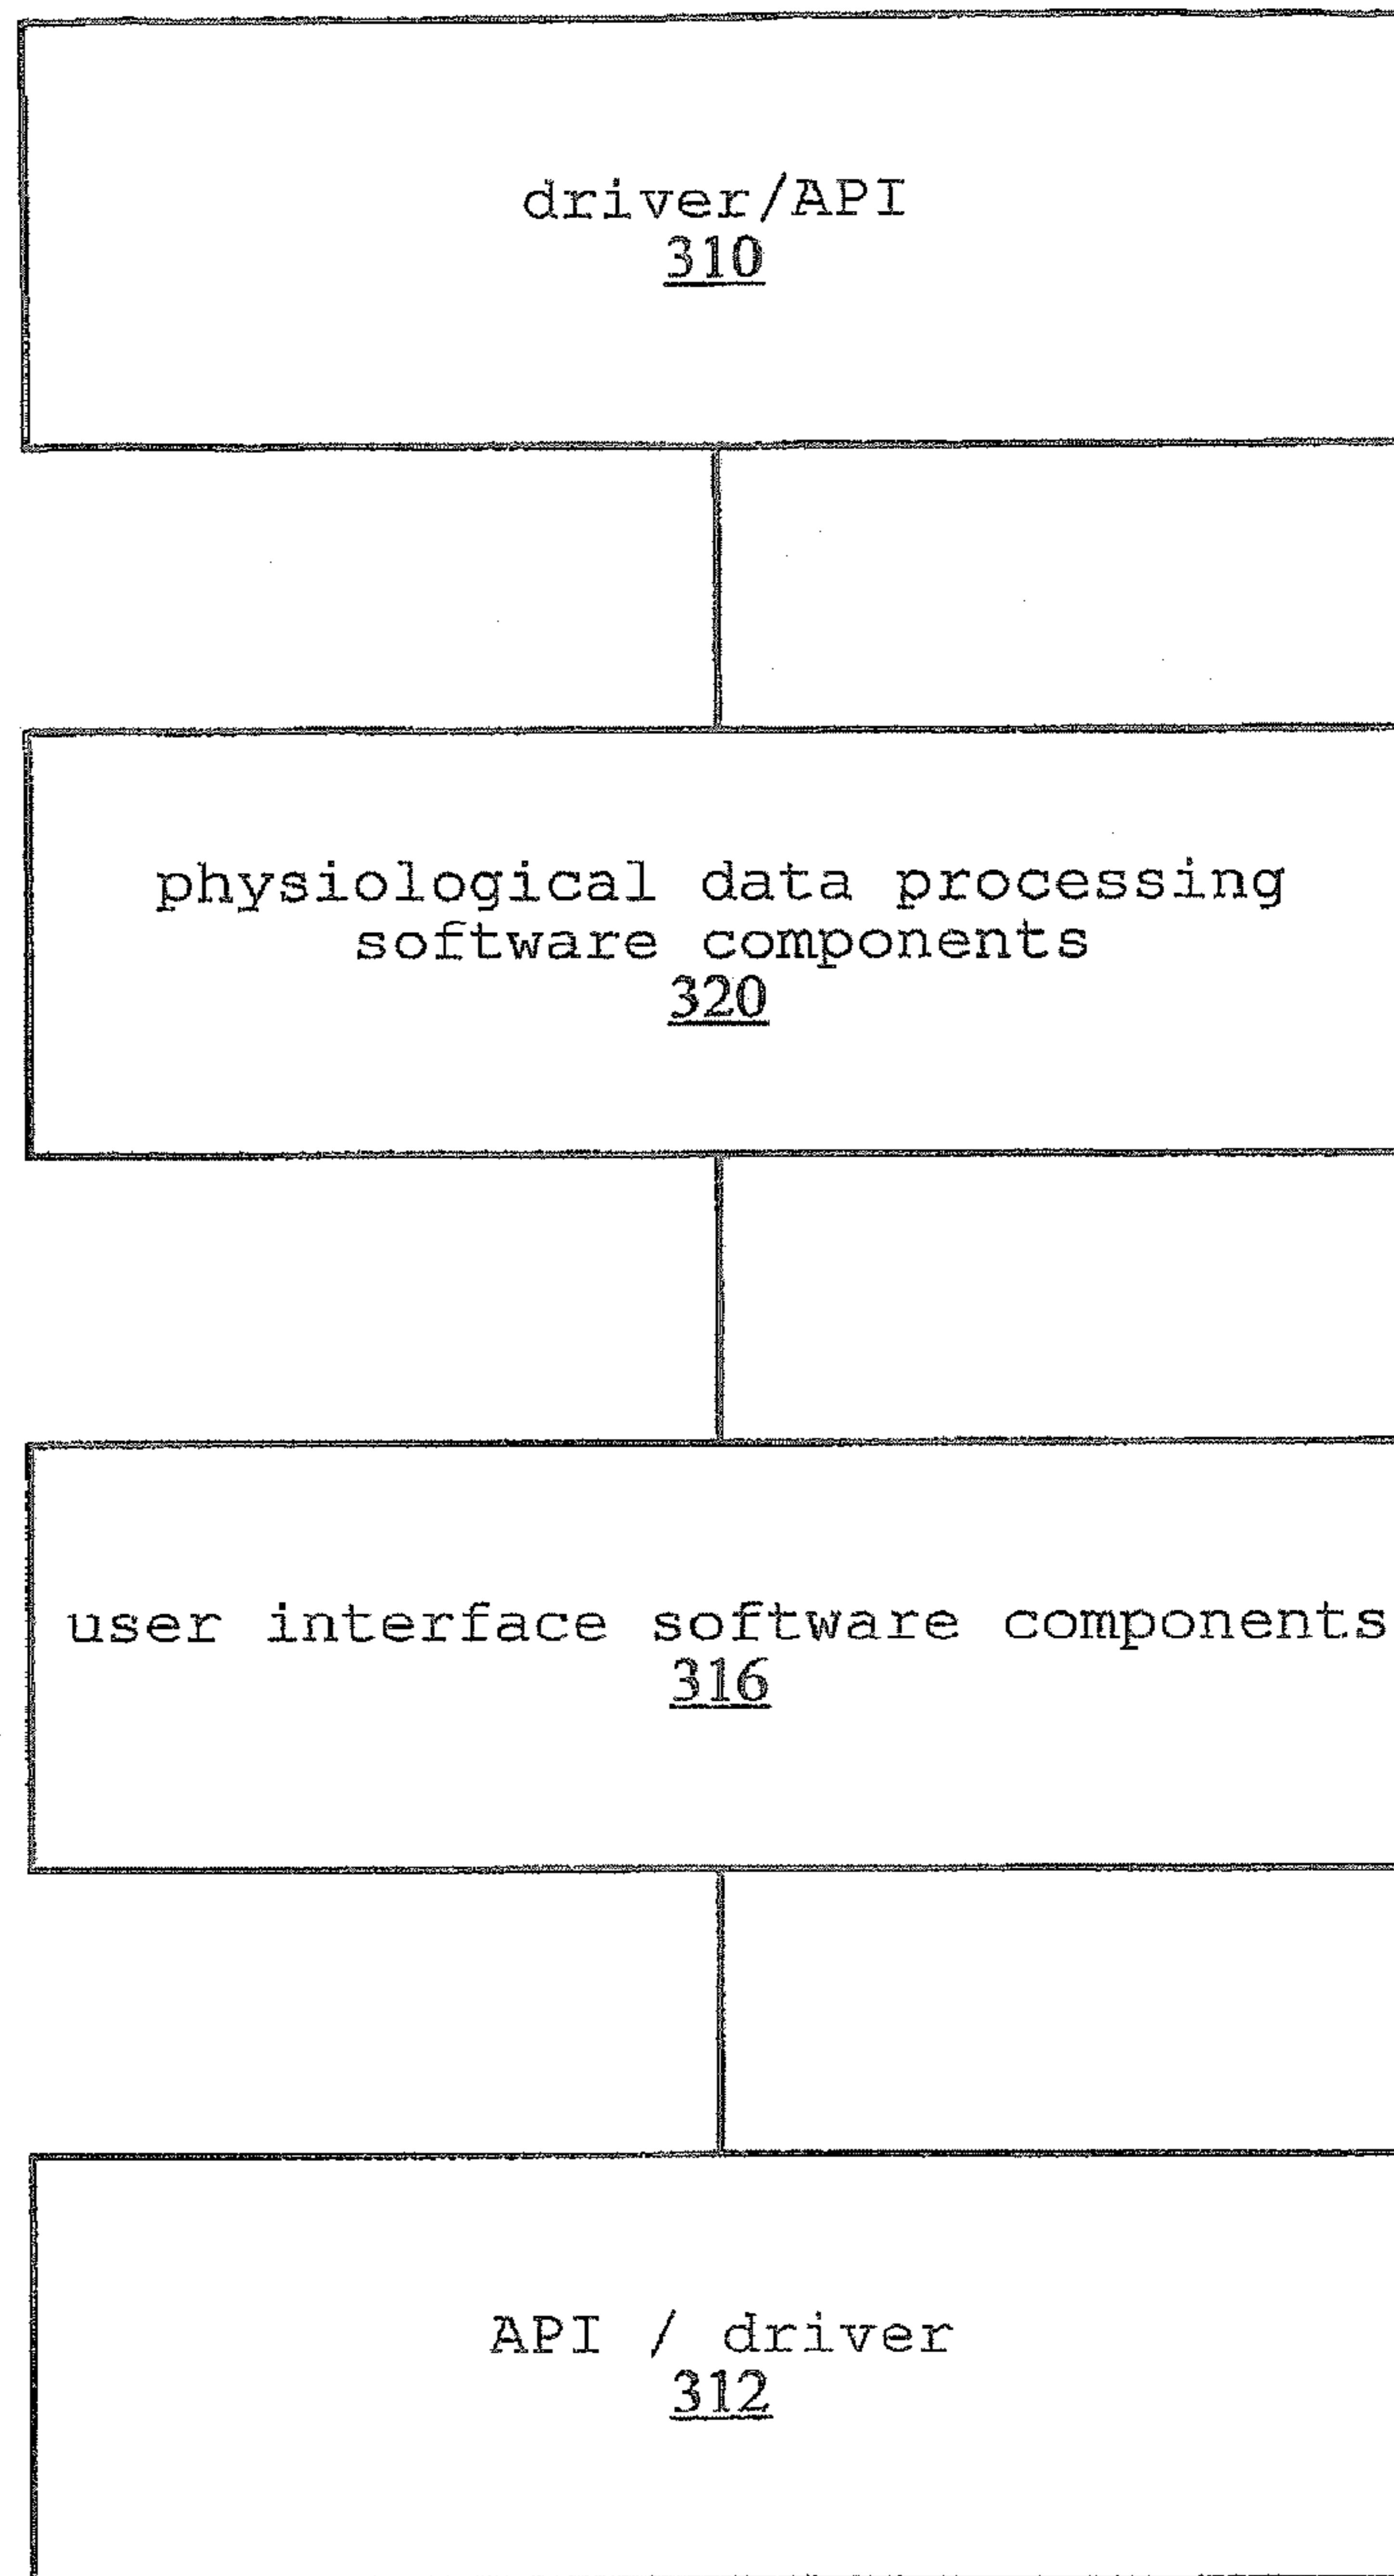 driver/API
310
physiological data processing
software components
320
user interface software components
316
API / driver
312